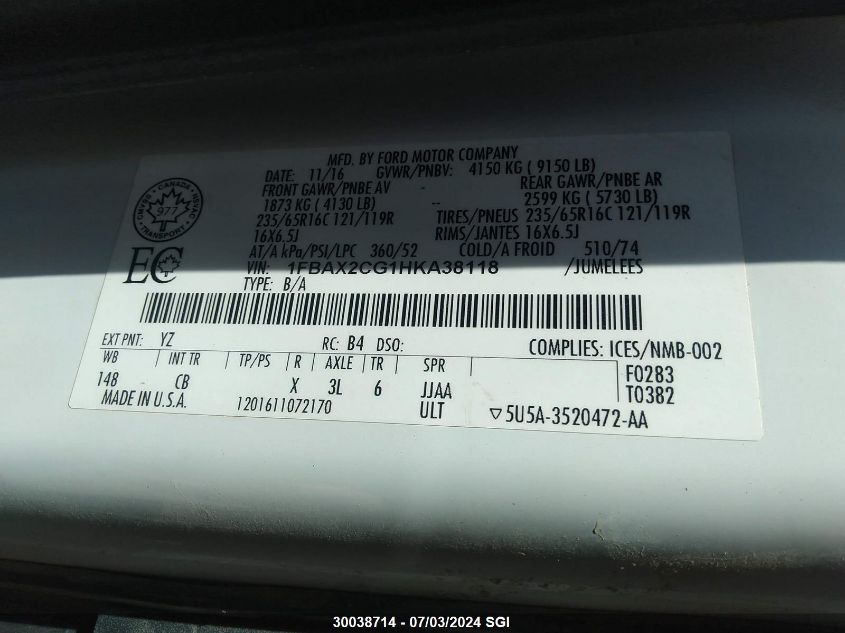 MFD. BY FORD MOTOR COMPANY
DATE: 11/16 GVWR/PNBV: 4150 KG ( 9150 LB)
FRONT GAWR/PNBE AV - REAR GAWR/PNBE AR
1873 KG ( 4130 LB) -- 2599 KG ( 5730 LB)
235/65R16C 121/119R TIRES/PNEUS 235/65R16C 121/119R
16X6.5J RIMS/JANTES 16X6.5J
AT/A kPa/PSI/LPC 360/52 COLD/A FROID 510/74
VIN: 1FBAX2CG1HKA38118 /JUMELEES
TYPE: B/A
CANADA
977
TRANSPORT
EC
EXT PNT: YZ RC: B4 DSO: COMPLIES: ICES/NMB-002
WB INT TR TP/PS R AXLE TR SPR F0283
148 CB X 3L 6 JJAA T0382
MADE IN U.S.A. 1201611072170 ULT 5U5A-3520472-AA
30038714 - 07/03/2024 SGI